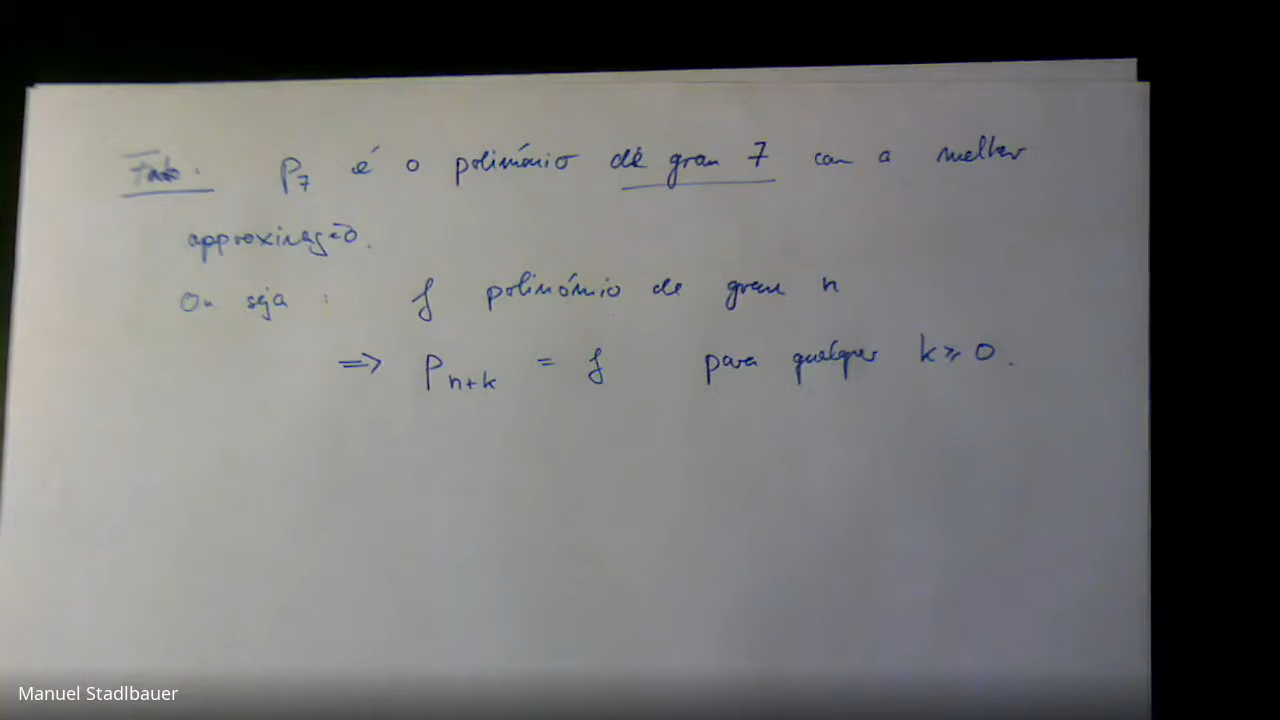 Fato. P₇ é o polinómio de grau 7 com a melhor
approximação.
Ou seja : f polinómio de grau n
=> Pₙ₊ₖ = f para qualquer k ≥ 0.
Manuel Stadlbauer